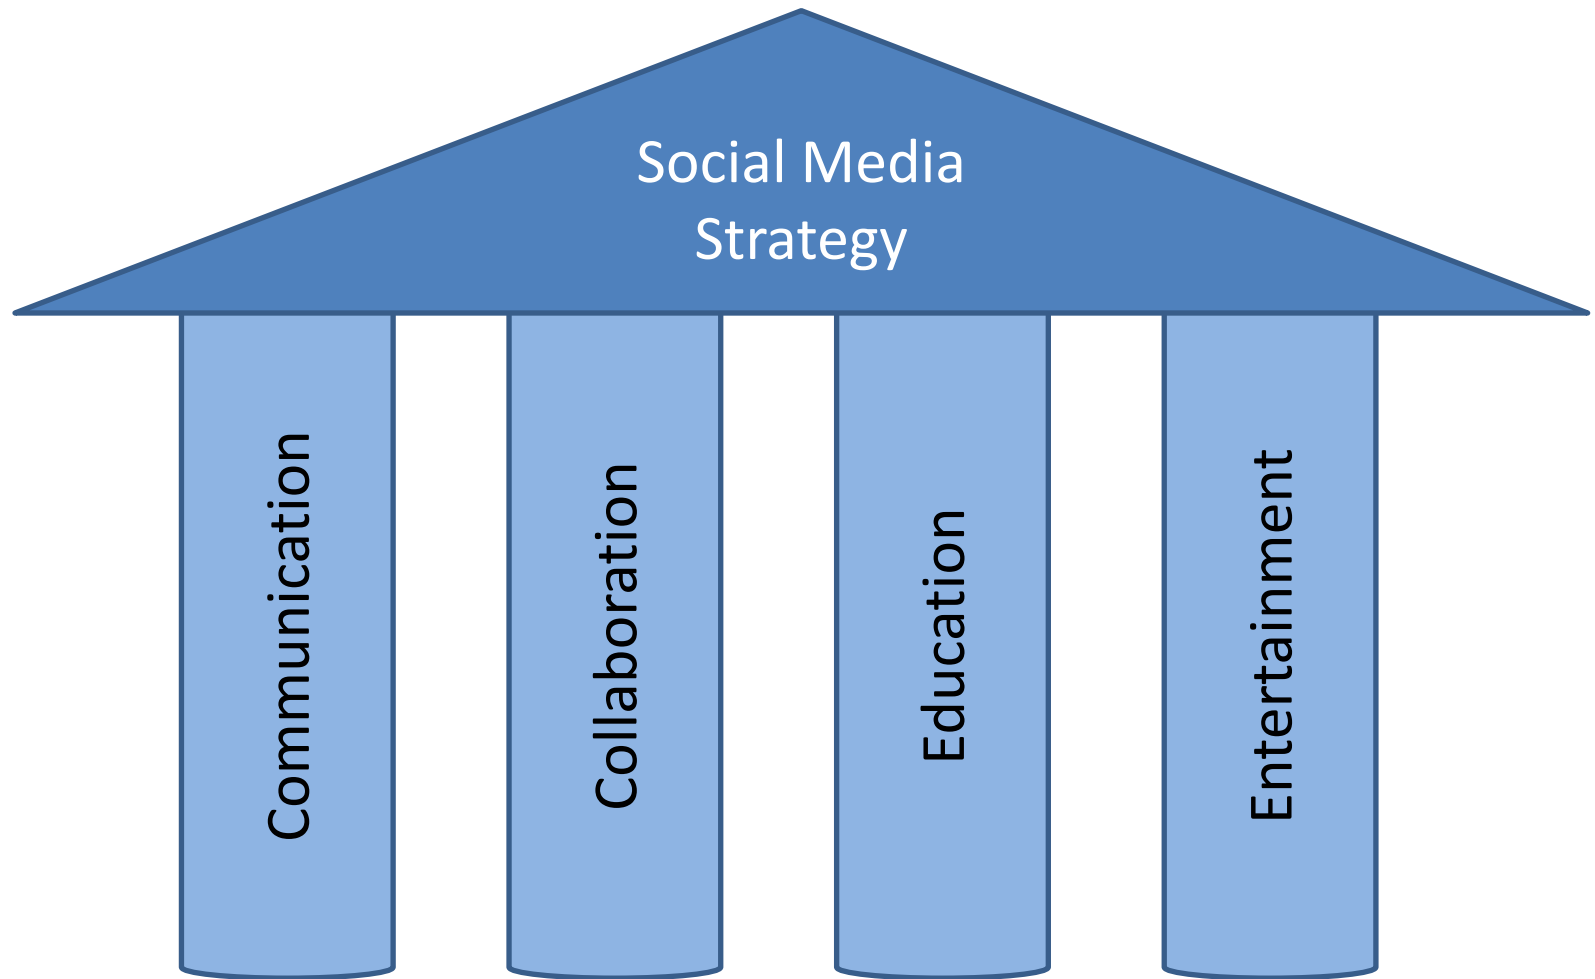 Social Media
Strategy
Communication
Collaboration
Education
Entertainment